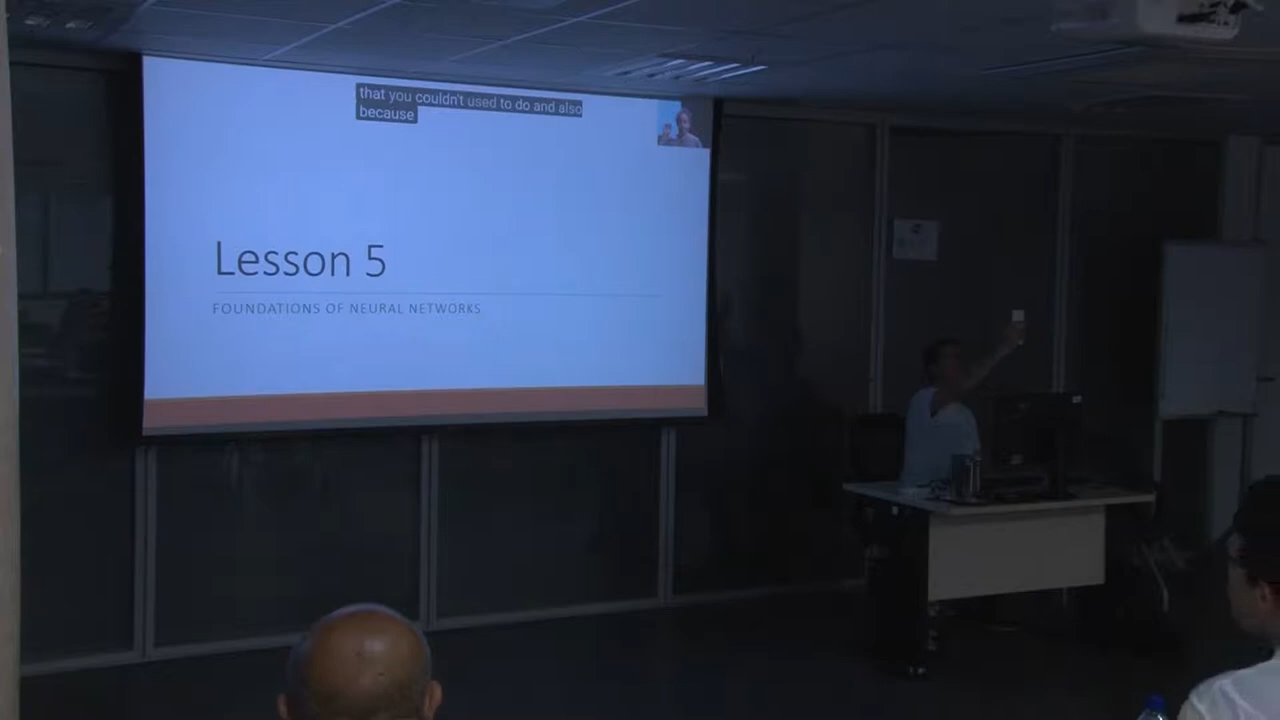 that you couldn't used to do and also
because
Lesson 5
FOUNDATIONS OF NEURAL NETWORKS